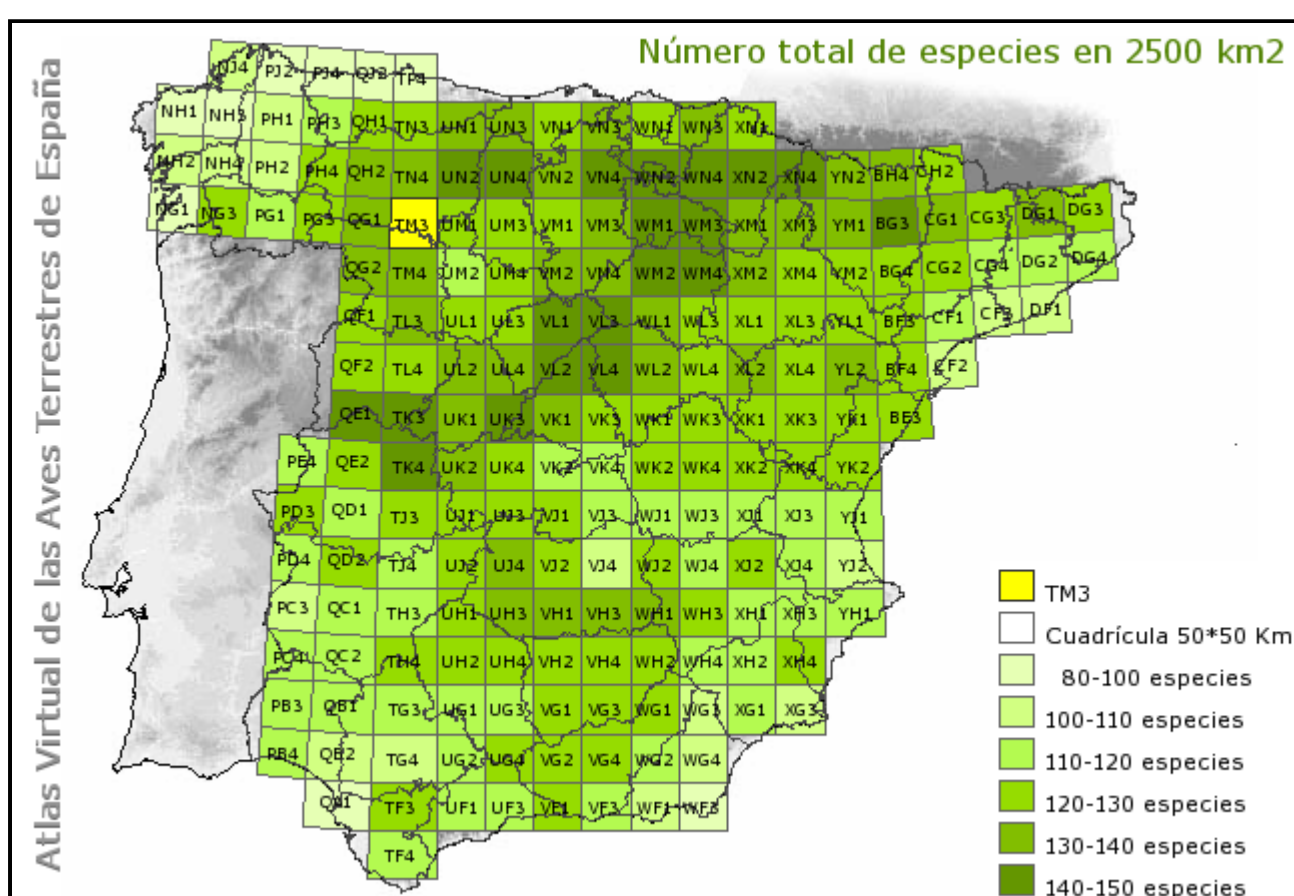 Número total de especies en 2500 km2
Atlas Virtual de las Aves Terrestres de España
NJ4 PJ2 PJ4 QJ2 TP4
NH1 NH3 PH1 PH3 QH1 TN3 UN1 UN3 VN1 VN3 WN1 WN3 XN1
NH2 NH4 PH2 PH4 QH2 TN4 UN2 UN4 VN2 VN4 WN2 WN4 XN2 XN4 YN2 BH4 CH2
NG1 NG3 PG1 PG3 QG1 TM3 UM1 UM3 VM1 VM3 WM1 WM3 XM1 XM3 YM1 BG3 CG1 CG3 DG1 DG3
QG2 TM4 UM2 UM4 VM2 VM4 WM2 WM4 XM2 XM4 YM2 BG4 CG2 CG4 DG2 DG4
QF1 TL3 UL1 UL3 VL1 VL3 WL1 WL3 XL1 XL3 YL1 BF3 CF1 CF3 DF1
QF2 TL4 UL2 UL4 VL2 VL4 WL2 WL4 XL2 XL4 YL2 BF4 CF2
QE1 TK3 UK1 UK3 VK1 VK3 WK1 WK3 XK1 XK3 YK1 BE3
PE4 QE2 TK4 UK2 UK4 VK2 VK4 WK2 WK4 XK2 XK4 YK2
PD3 QD1 TJ3 UJ1 UJ3 VJ1 VJ3 WJ1 WJ3 XJ1 XJ3 YJ1
PD4 QD2 TJ4 UJ2 UJ4 VJ2 VJ4 WJ2 WJ4 XJ2 XJ4 YJ2
PC3 QC1 TH3 UH1 UH3 VH1 VH3 WH1 WH3 XH1 XH3 YH1
PC4 QC2 TH4 UH2 UH4 VH2 VH4 WH2 WH4 XH2 XH4
PB3 QB1 TG3 UG1 UG3 VG1 VG3 WG1 WG3 XG1 XG3
PB4 QB2 TG4 UG2 UG4 VG2 VG4 WG2 WG4
QA1 TF3 UF1 UF3 VF1 VF3 WF1 WF3
TF4
TM3
Cuadrícula 50*50 Km
80-100 especies
100-110 especies
110-120 especies
120-130 especies
130-140 especies
140-150 especies